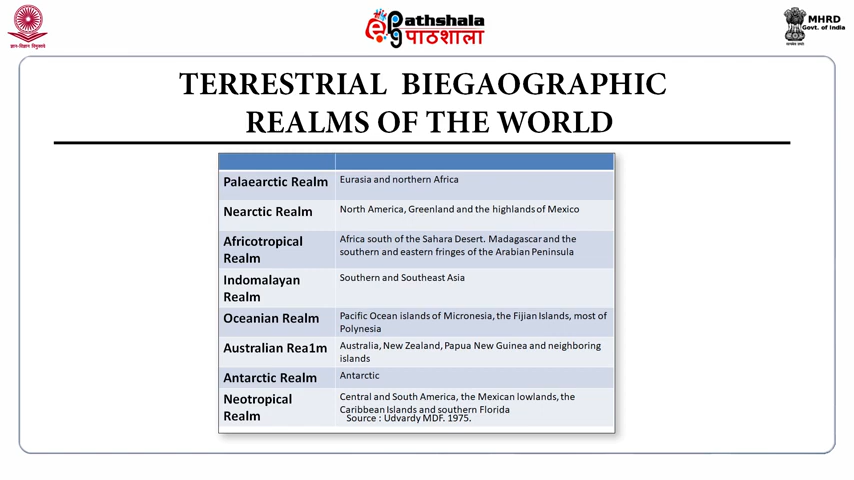 ज्ञान-विज्ञान विमुक्तये
ePathshala
पाठशाला
MHRD
Govt. of India
सत्यमेव जयते
TERRESTRIAL BIEGAOGRAPHIC
REALMS OF THE WORLD
Palaearctic Realm
Eurasia and northern Africa
Nearctic Realm
North America, Greenland and the highlands of Mexico
Africotropical
Realm
Africa south of the Sahara Desert. Madagascar and the
southern and eastern fringes of the Arabian Peninsula
Indomalayan
Realm
Southern and Southeast Asia
Oceanian Realm
Pacific Ocean islands of Micronesia, the Fijian Islands, most of
Polynesia
Australian Rea1m
Australia, New Zealand, Papua New Guinea and neighboring
islands
Antarctic Realm
Antarctic
Neotropical
Realm
Central and South America, the Mexican lowlands, the
Caribbean Islands and southern Florida
Source : Udvardy MDF. 1975.